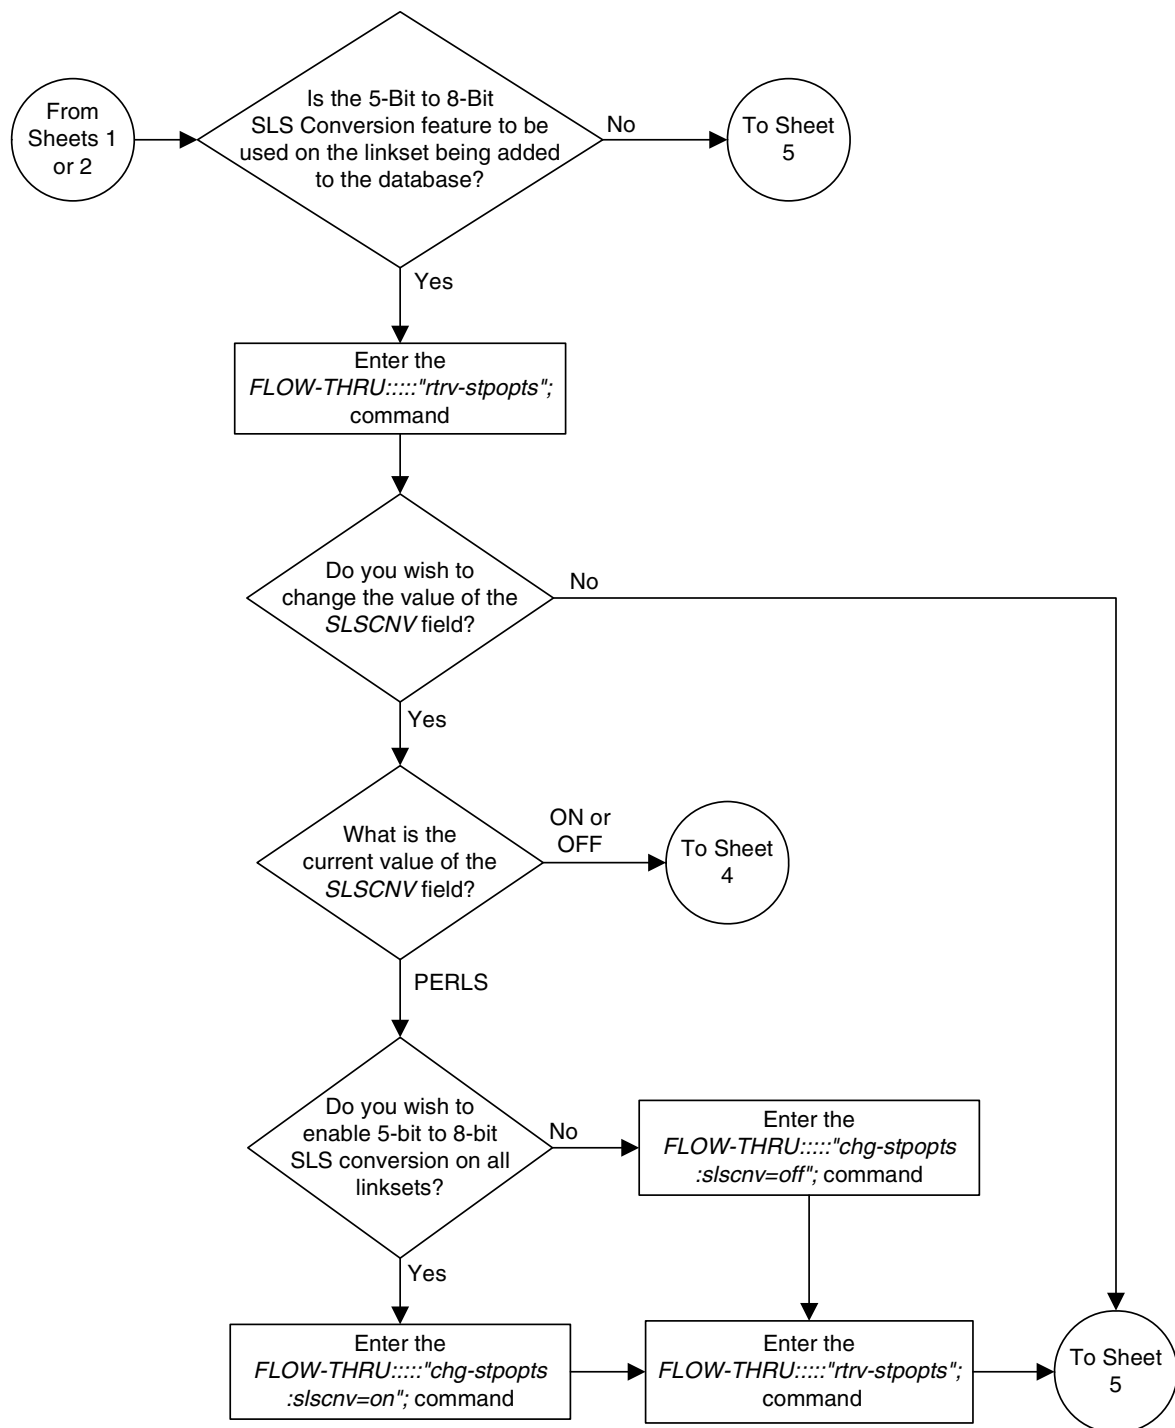 From
Sheets 1
or 2
Is the 5-Bit to 8-Bit
SLS Conversion feature to be
used on the linkset being added
to the database?
No
To Sheet
5
Yes
Enter the
FLOW-THRU:::::"rtrv-stpopts";
command
Do you wish to
change the value of the
SLSCNV field?
No
Yes
What is the
current value of the
SLSCNV field?
ON or
OFF
To Sheet
4
PERLS
Do you wish to
enable 5-bit to 8-bit
SLS conversion on all
linksets?
No
Enter the
FLOW-THRU:::::"chg-stpopts
:slscnv=off"; command
Yes
Enter the
FLOW-THRU:::::"chg-stpopts
:slscnv=on"; command
Enter the
FLOW-THRU:::::"rtrv-stpopts";
command
To Sheet
5